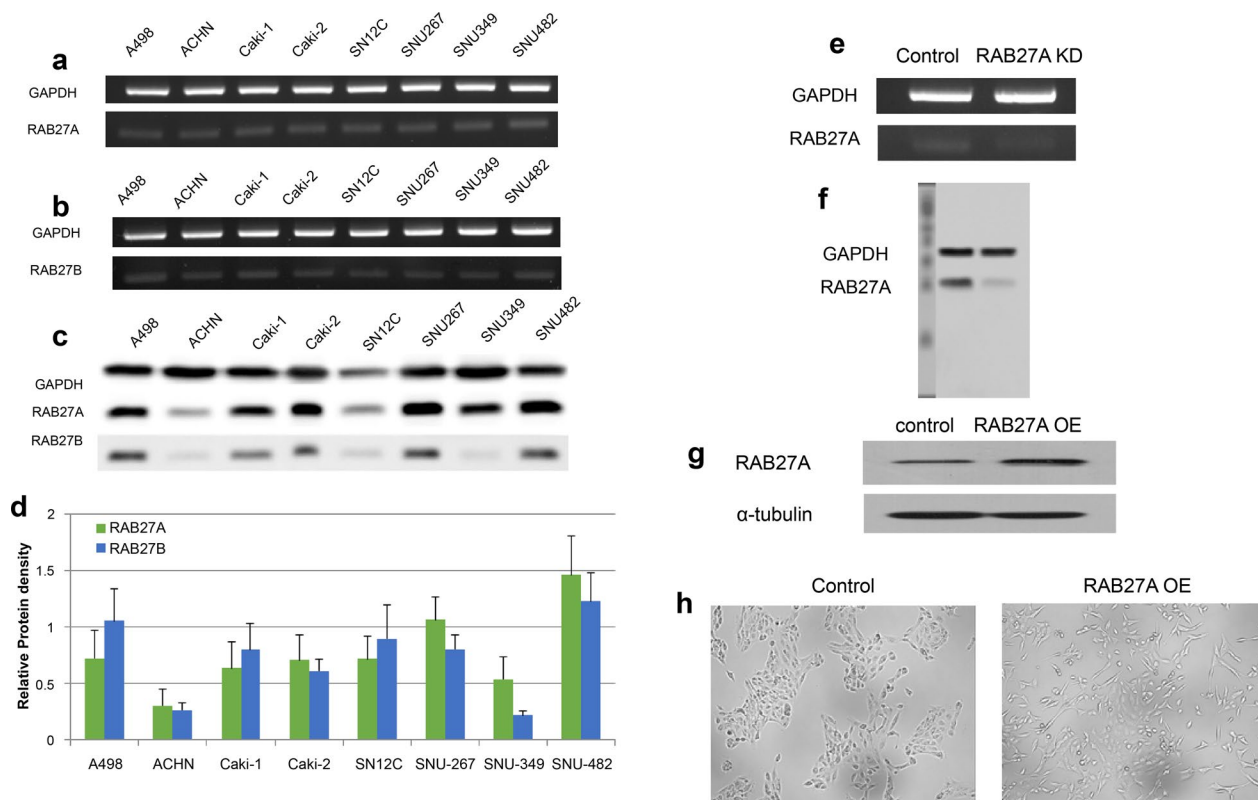 a
A498 ACHN Caki-1 Caki-2 SN12C SNU267 SNU349 SNU482
GAPDH
RAB27A
b
A498 ACHN Caki-1 Caki-2 SN12C SNU267 SNU349 SNU482
GAPDH
RAB27B
c
A498 ACHN Caki-1 Caki-2 SN12C SNU267 SNU349 SNU482
GAPDH
RAB27A
RAB27B
d
Relative Protein density
2
1.5
1
0.5
0
RAB27A
RAB27B
A498 ACHN Caki-1 Caki-2 SN12C SNU-267 SNU-349 SNU-482
e
Control RAB27A KD
GAPDH
RAB27A
f
GAPDH
RAB27A
g
control RAB27A OE
RAB27A
α-tubulin
h
Control RAB27A OE